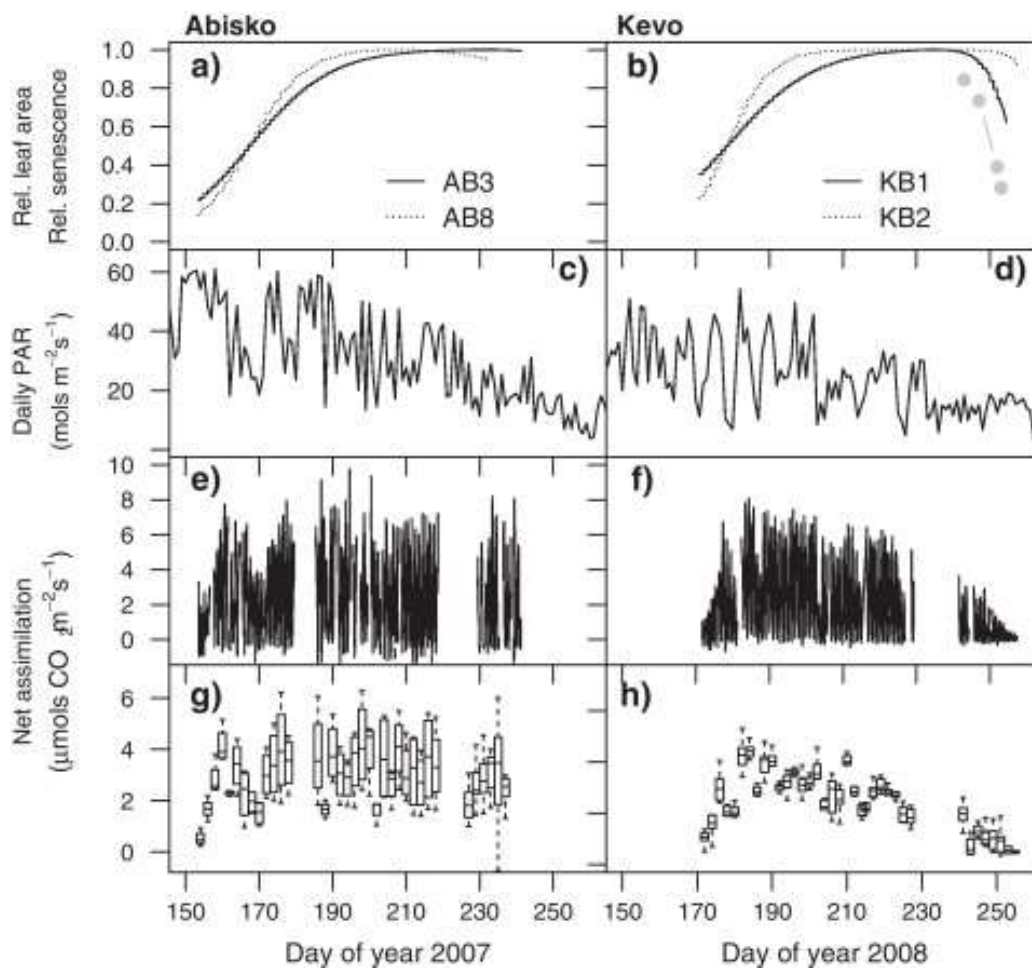 Abisko
Kevo
Rel. leaf area
Rel. senescence
1.0
0.8
0.6
0.4
0.2
0.0
a)
AB3
AB8
b)
KB1
KB2
Daily PAR
(mols m−2s−1)
60
40
20
0
c)
d)
Net assimilation
(μmols CO 2m−2s−1)
10
8
6
4
2
0
e)
f)
6
4
2
0
g)
h)
150 170 190 210 230 250
150 170 190 210 230 250
Day of year 2007
Day of year 2008